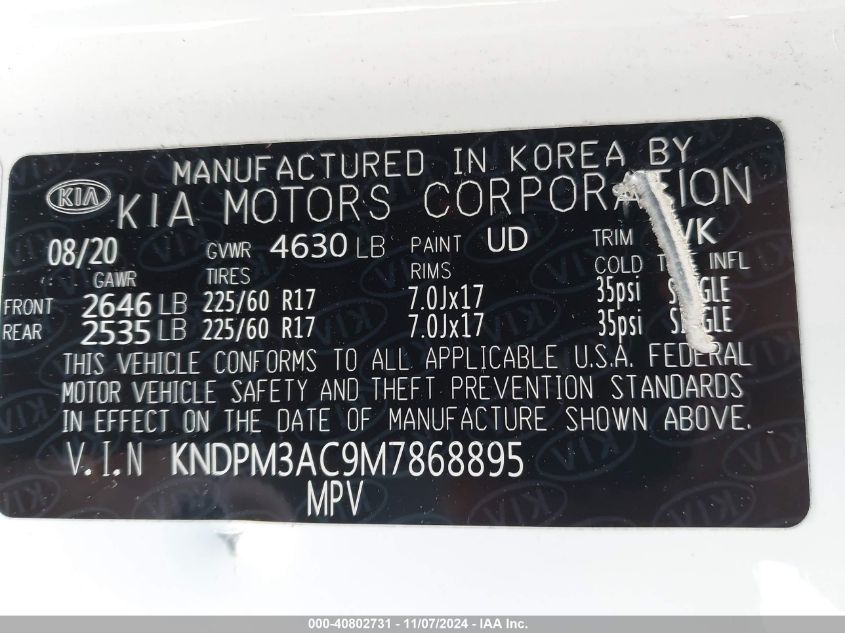 MANUFACTURED IN KOREA BY
KIA KIA MOTORS CORPORATION
08/20 GVWR 4630 LB PAINT UD TRIM
GAWR TIRES RIMS COLD INFL
FRONT 2646 LB 225/60 R17 7.0Jx17 35psi SINGLE
REAR 2535 LB 225/60 R17 7.0Jx17 35psi SINGLE
THIS VEHICLE CONFORMS TO ALL APPLICABLE U.S.A. FEDERAL
MOTOR VEHICLE SAFETY AND THEFT PREVENTION STANDARDS
IN EFFECT ON THE DATE OF MANUFACTURE SHOWN ABOVE.
V.I.N KNDPM3AC9M7868895
MPV
000-40802731 - 11/07/2024 - IAA Inc.